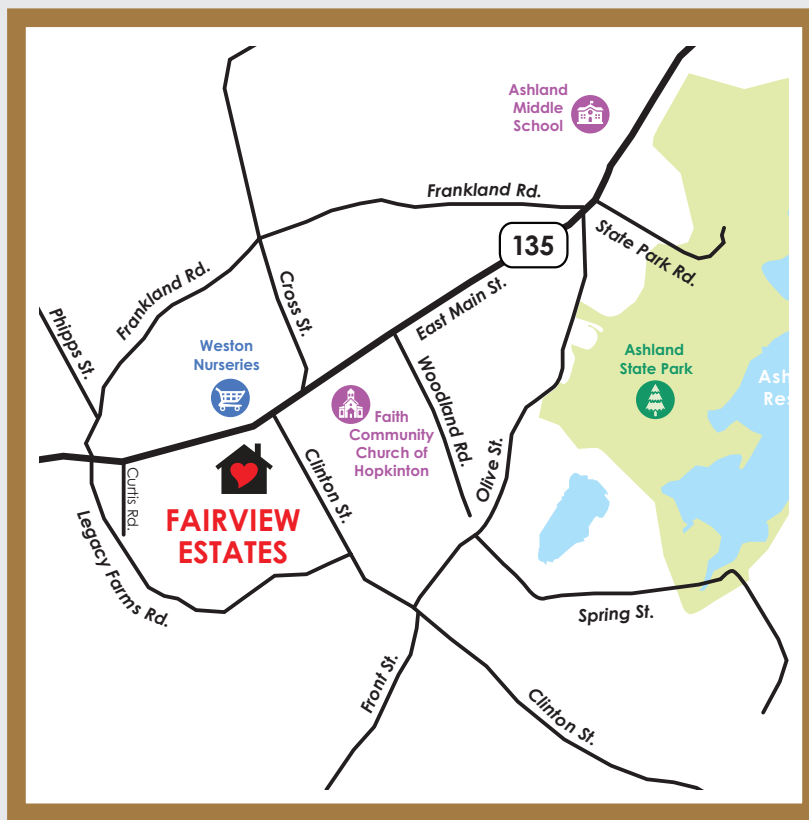 Ashland
Middle
School
Frankland Rd.
135
State Park Rd.
Frankland Rd.
Cross St.
East Main St.
Phipps St.
Weston
Nurseries
Woodland Rd.
Ashland
State Park
Ash
Res
Faith
Community
Church of
Hopkinton
Clinton St.
Olive St.
Curtis Rd.
FAIRVIEW
ESTATES
Legacy Farms Rd.
Spring St.
Front St.
Clinton St.